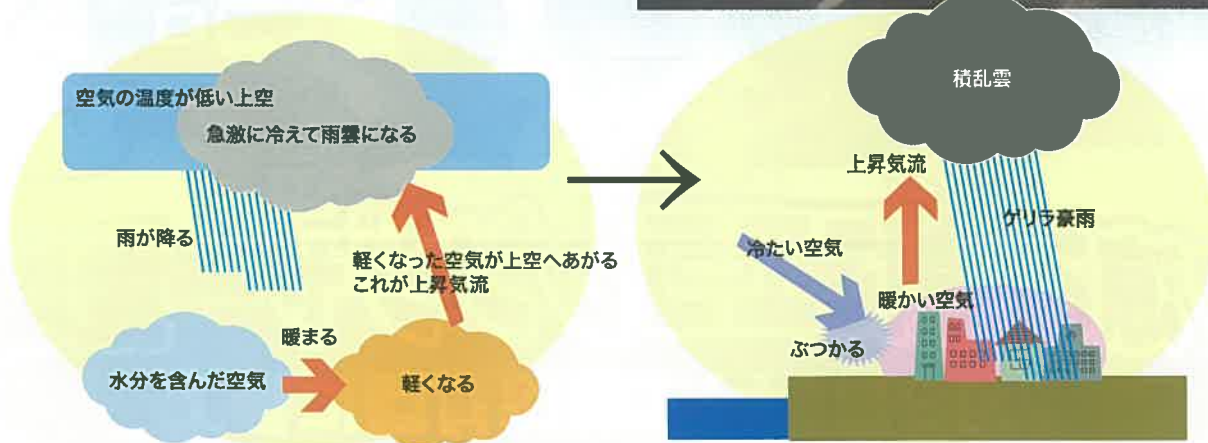 空気の温度が低い上空
急激に冷えて雨雲になる
雨が降る
軽くなった空気が上空へあがる
これが上昇気流
暖まる
水分を含んだ空気
軽くなる
積乱雲
上昇気流
ゲリラ豪雨
冷たい空気
暖かい空気
ぶつかる